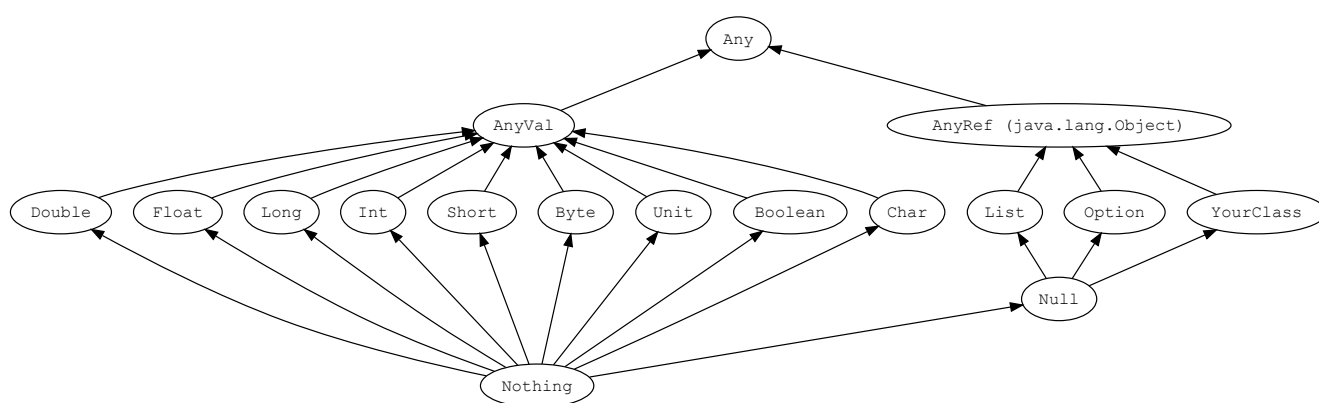 Any
AnyVal
AnyRef (java.lang.Object)
Double
Float
Long
Int
Short
Byte
Unit
Boolean
Char
List
Option
YourClass
Null
Nothing